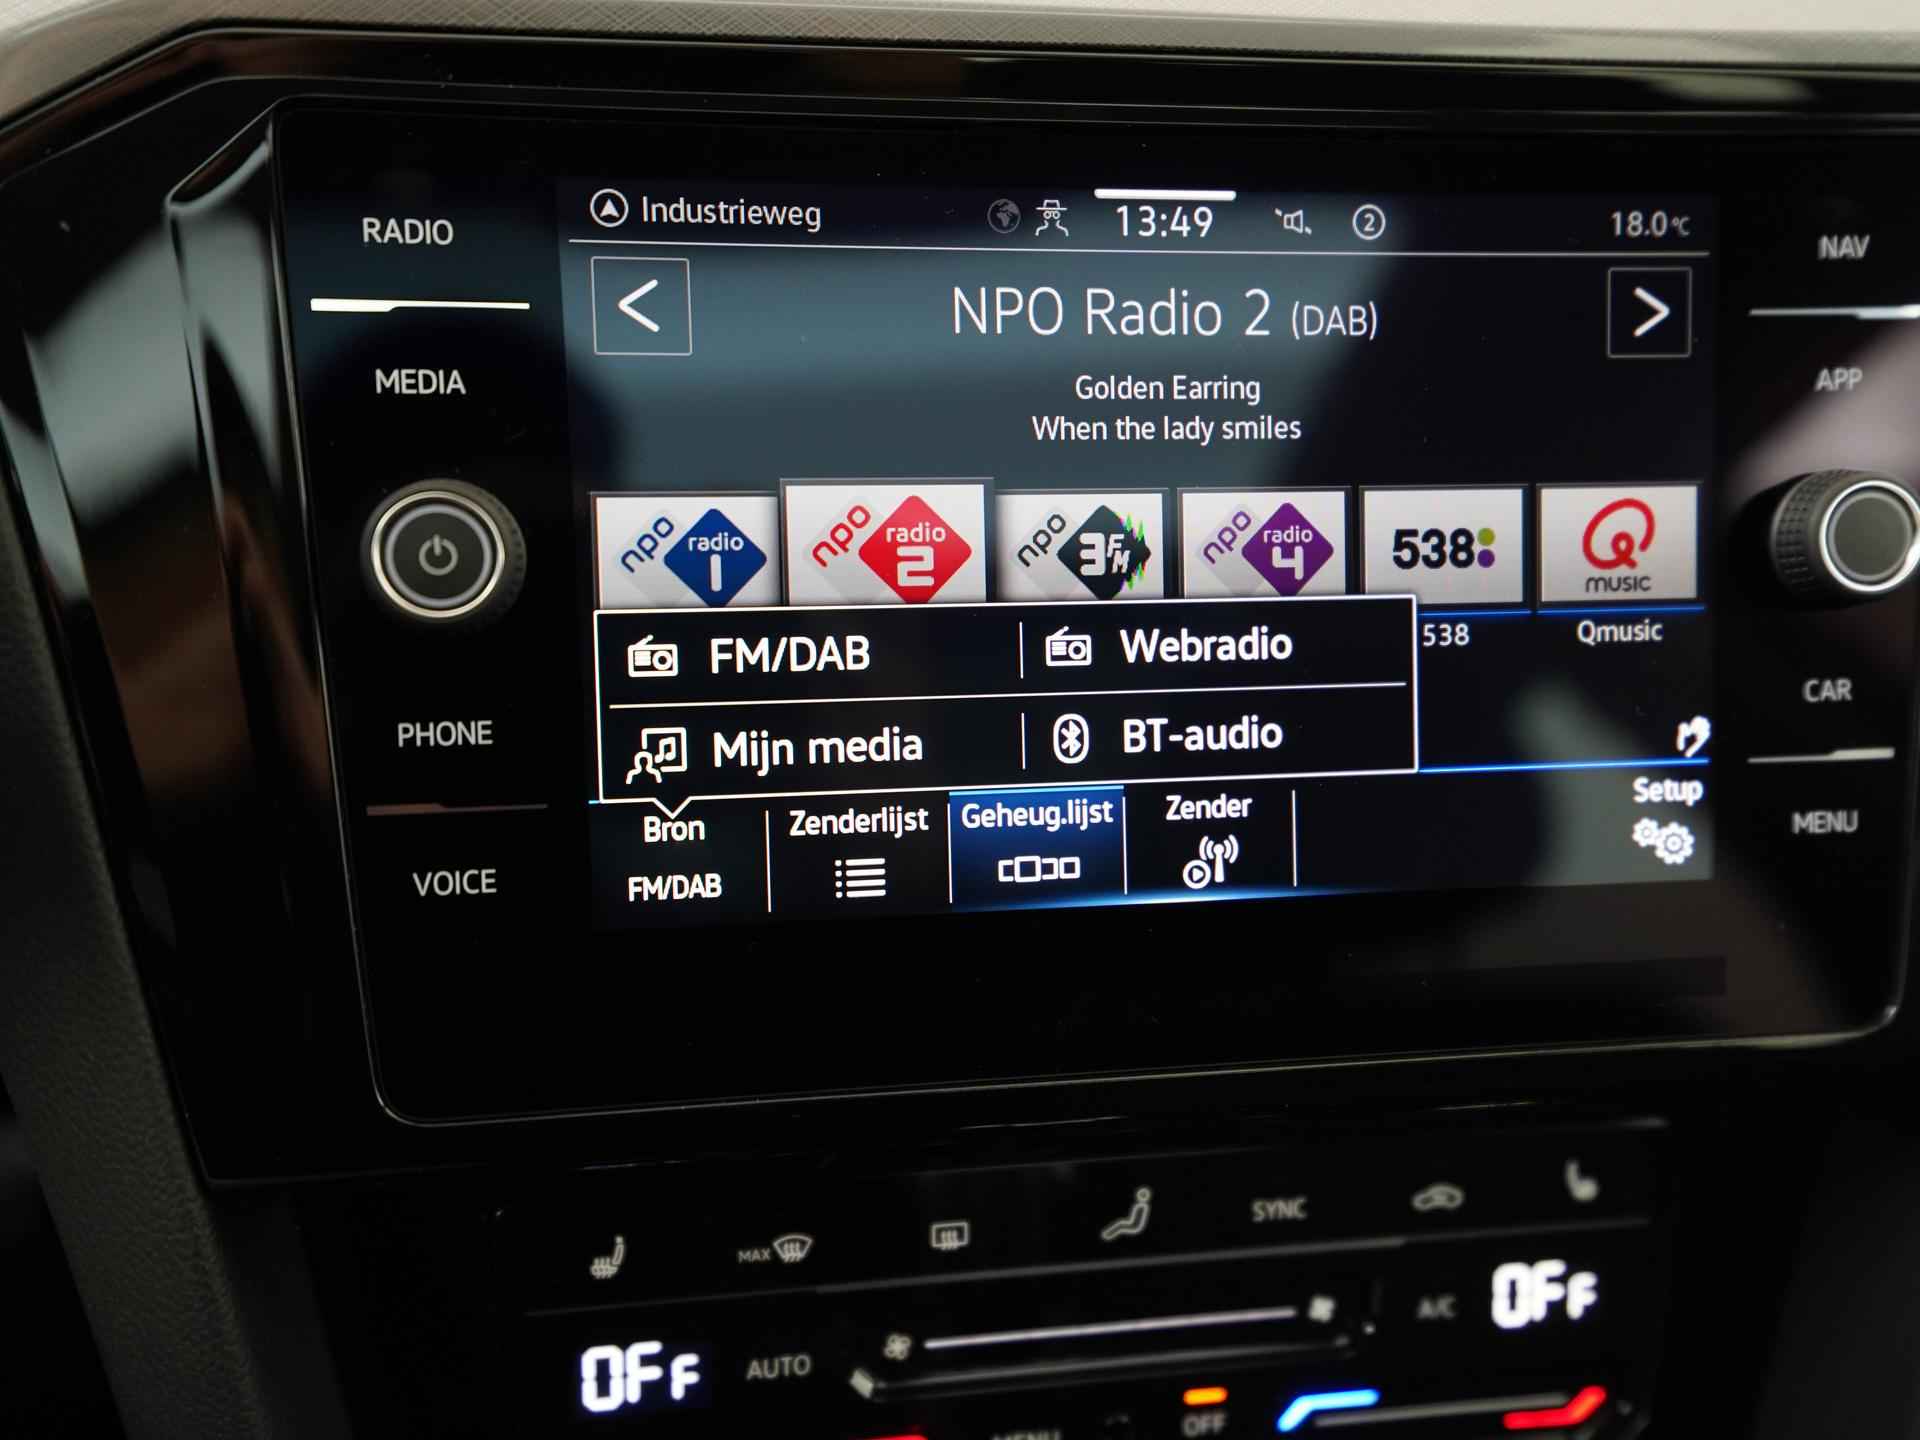 RADIO
MEDIA
PHONE
VOICE
Industrieweg
13:49
2
18.0°C
<
NPO Radio 2 (DAB)
>
Golden Earring
When the lady smiles
npo radio 1
npo radio 2
npo 3FM
npo radio 4
538
Q MUSIC
538
Qmusic
FM/DAB
Webradio
Mijn media
BT-audio
Bron
FM/DAB
Zenderlijst
Geheug.lijst
Zender
Setup
NAV
APP
CAR
MENU
MAX
SYNC
OFF
AUTO
A/C
OFF
OFF
MENU